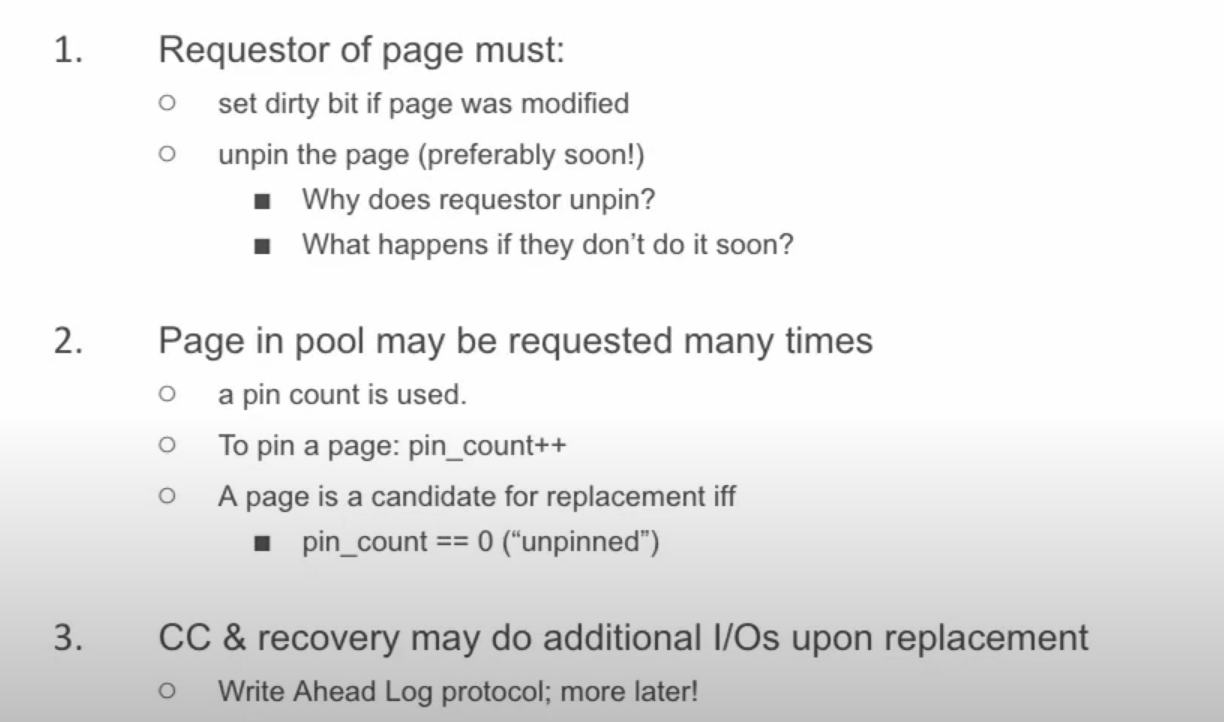 1. Requestor of page must:
○ set dirty bit if page was modified
○ unpin the page (preferably soon!)
■ Why does requestor unpin?
■ What happens if they don't do it soon?
2. Page in pool may be requested many times
○ a pin count is used.
○ To pin a page: pin_count++
○ A page is a candidate for replacement iff
■ pin_count == 0 (“unpinned”)
3. CC & recovery may do additional I/Os upon replacement
○ Write Ahead Log protocol; more later!